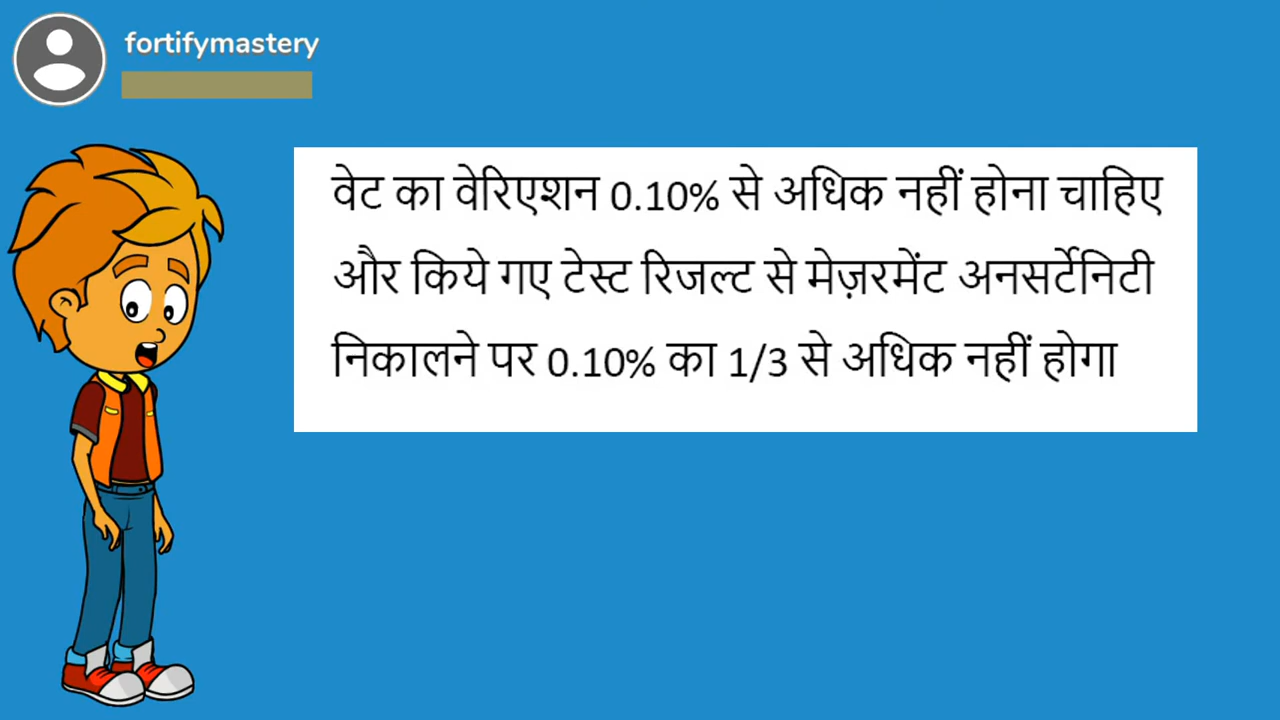 fortifymastery
वेट का वेरिएशन 0.10% से अधिक नहीं होना चाहिए
और किये गए टेस्ट रिजल्ट से मेज़रमेंट अनसर्टेनिटी
निकालने पर 0.10% का 1/3 से अधिक नहीं होगा